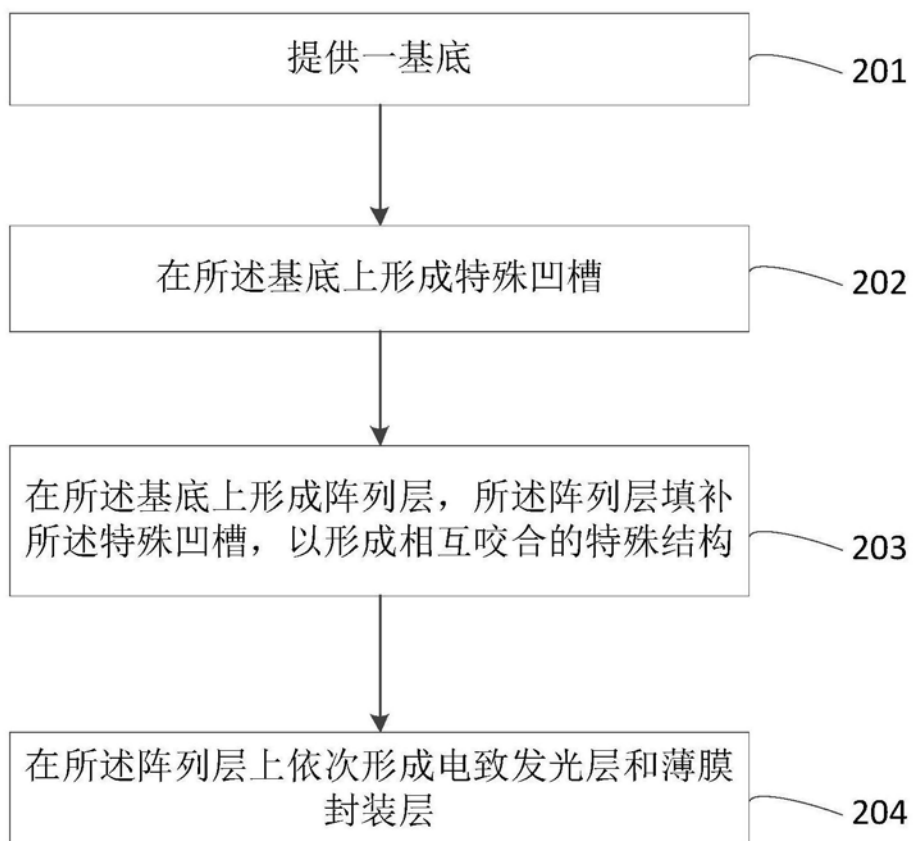 提供一基底
201
在所述基底上形成特殊凹槽
202
在所述基底上形成阵列层，所述阵列层填补
所述特殊凹槽，以形成相互咬合的特殊结构
203
在所述阵列层上依次形成电致发光层和薄膜
封装层
204